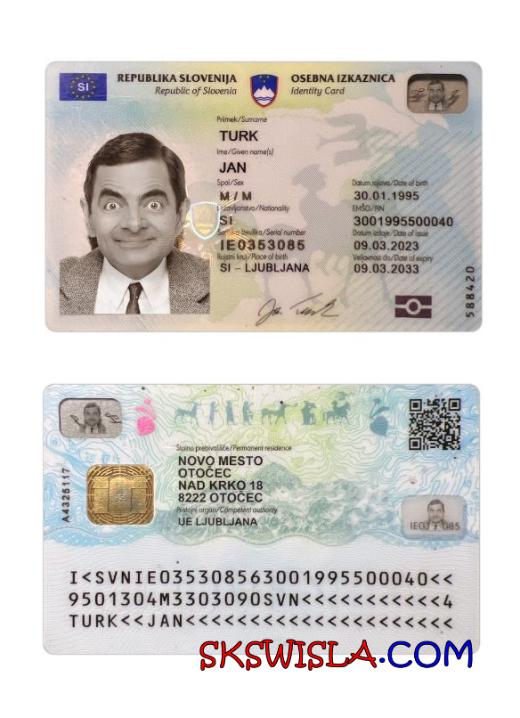 SI
REPUBLIKA SLOVENIJA
Republic of Slovenia
OSEBNA IZKAZNICA
Identity Card
Priimek/Surname
TURK
Ime/Given name(s)
JAN
Spol/Sex
M / M
Datum rojstva/Date of birth
30.01.1995
Državljanstvo/Nationality
SI
EMŠO/PIN
3001995500040
Serial number
IE0353085
Datum izdaje/Date of issue
09.03.2023
Rojstni kraj/Place of birth
SI – LJUBLJANA
Veljavnost do/Date of expiry
09.03.2033
588420
A4325117
Stalno prebivališče/Permanent residence
NOVO MESTO
OTOČEC
NAD KRKO 18
8222 OTOČEC
Pristojni organ/Competent authority
UE LJUBLJANA
I<SVNIE035308563001995500040<<
9501304M3303090SVN<<<<<<<<<<<4
TURK<<JAN<<<<<<<<<<<<<<<<<<<<<
SKSWISLA.COM